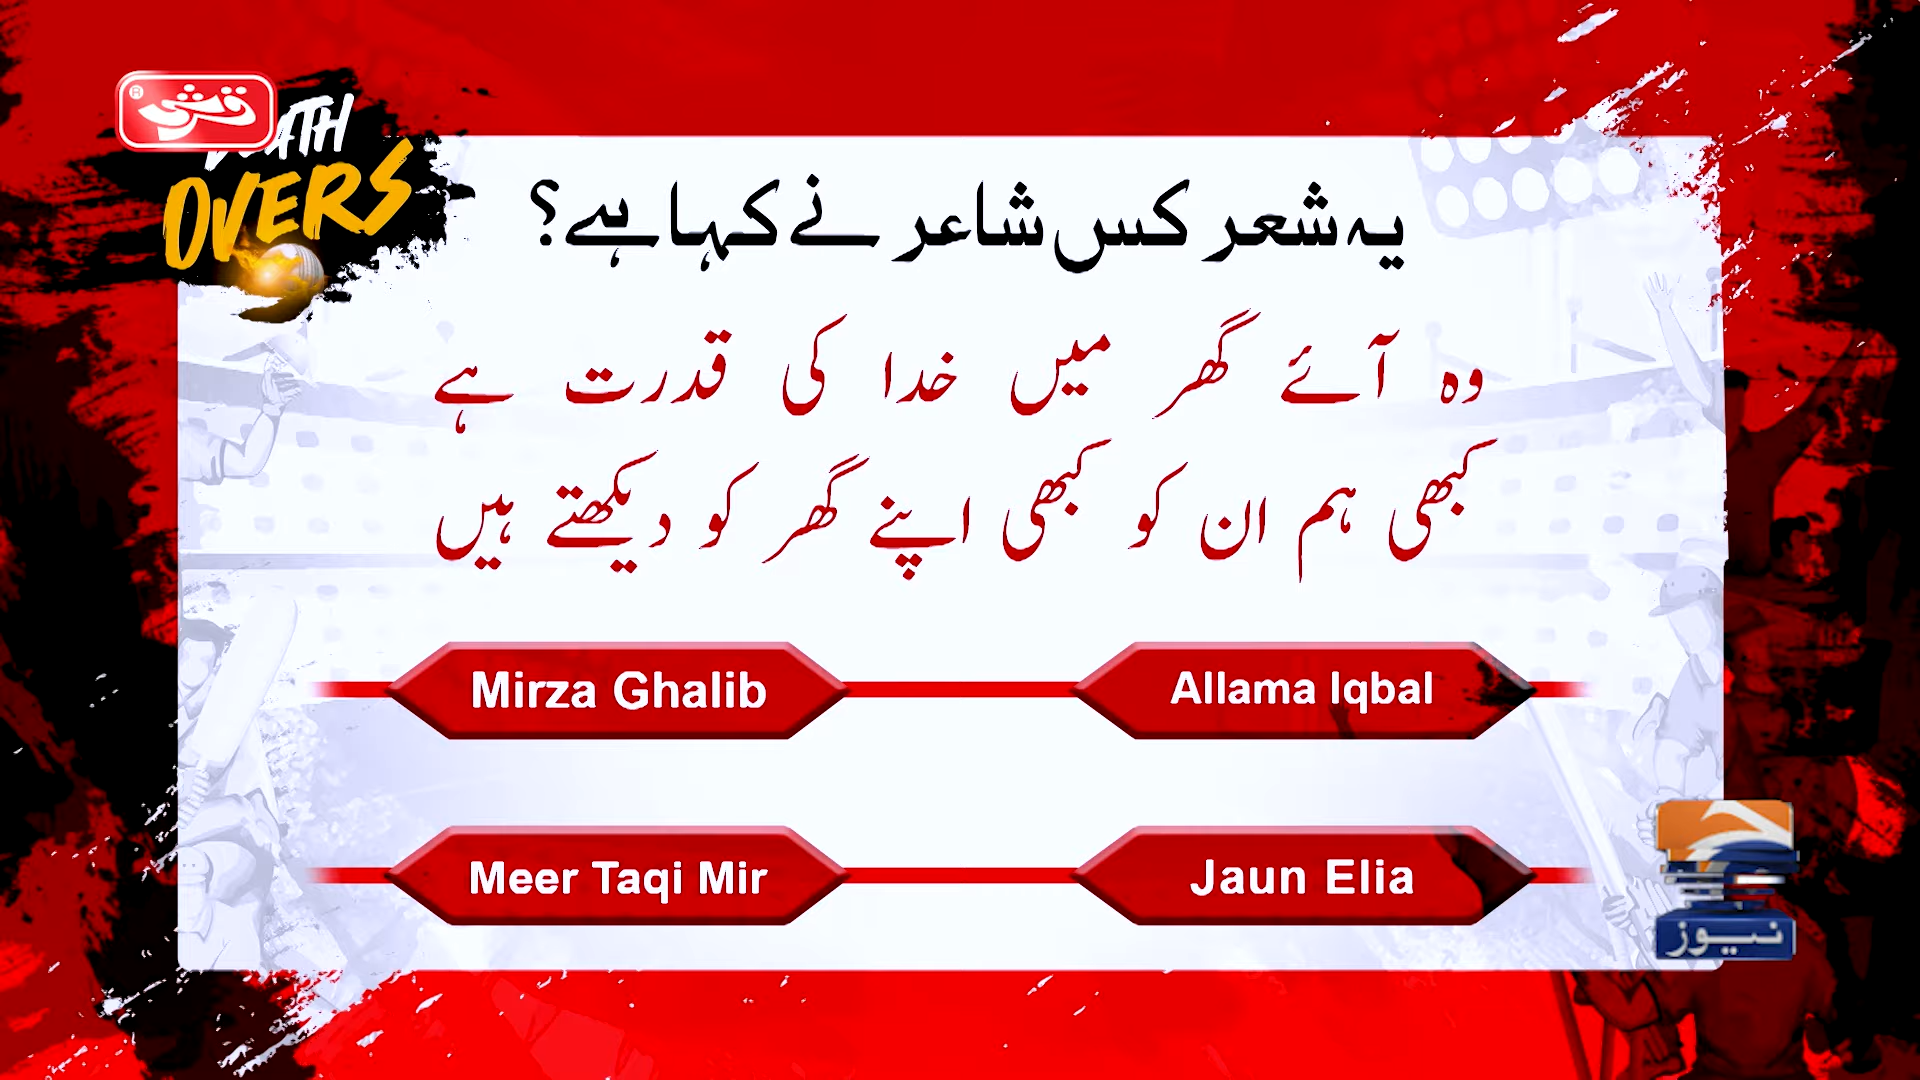 قرشی
OVERS
یہ شعر کس شاعر نے کہا ہے؟
وہ آئے گھر میں خدا کی قدرت ہے
کبھی ہم ان کو کبھی اپنے گھر کو دیکھتے ہیں
Mirza Ghalib
Allama Iqbal
Meer Taqi Mir
Jaun Elia
نیوز